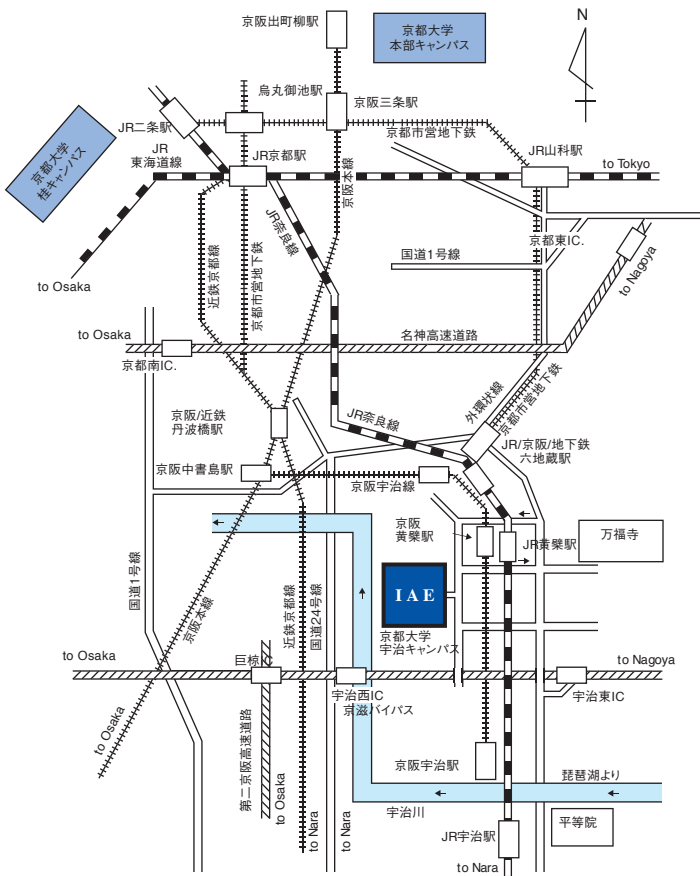 京阪出町柳駅
京都大学
本部キャンパス
N
烏丸御池駅
京阪三条駅
JR二条駅
京都市営地下鉄
京都大学
桂キャンパス
JR
東海道線
JR京都駅
JR山科駅
to Tokyo
京阪本線
JR奈良線
近鉄京都線
京都市営地下鉄
国道1号線
京都東IC.
to Nagoya
to Osaka
to Osaka
名神高速道路
京都南IC.
外環状線
京都市営地下鉄
JR奈良線
京阪/近鉄
丹波橋駅
JR/京阪/地下鉄
六地蔵駅
京阪中書島駅
京阪宇治線
京阪
黄檗駅
JR黄檗駅
万福寺
I A E
京都大学
宇治キャンパス
国道1号線
京阪本線
近鉄京都線
国道24号線
to Osaka
巨椋IC
宇治西IC
京滋バイパス
to Nagoya
宇治東IC
to Osaka
第二京阪高速道路
to Osaka
to Nara
to Nara
京阪宇治駅
琵琶湖より
宇治川
平等院
JR宇治駅
to Nara